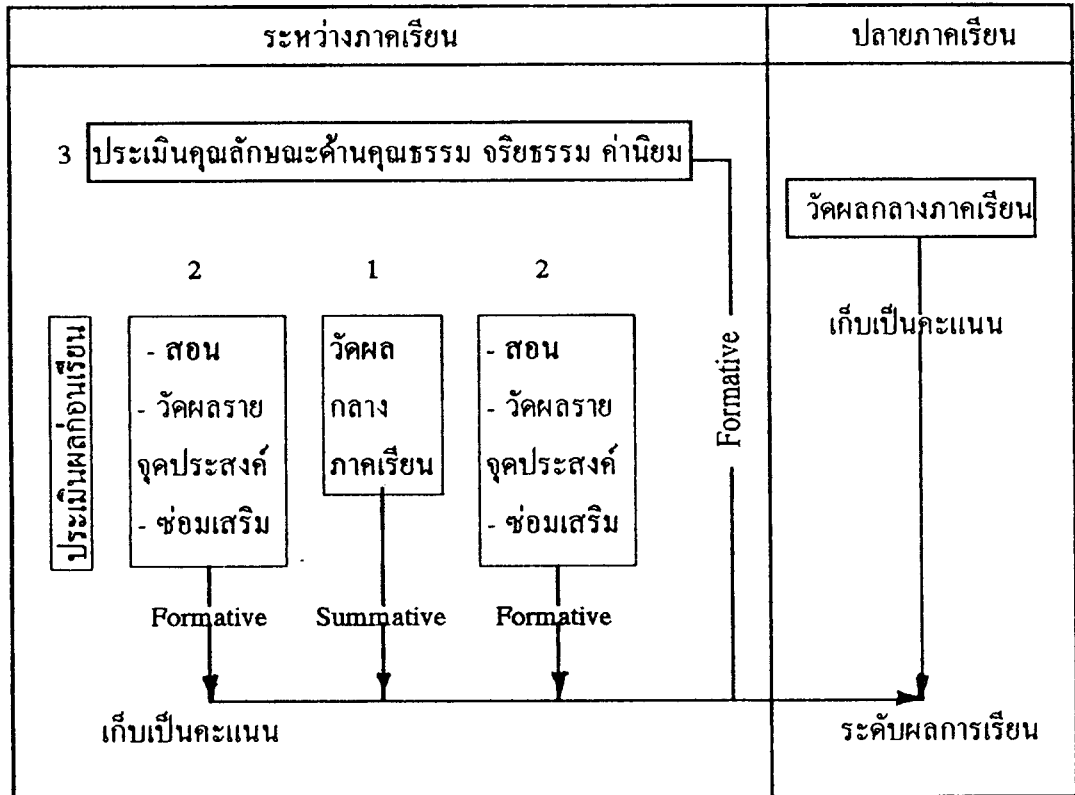 ระหว่างภาคเรียน
ปลายภาคเรียน
3 ประเมินคุณลักษณะด้านคุณธรรม จริยธรรม ค่านิยม
วัดผลกลางภาคเรียน
2
1
2
เก็บเป็นคะแนน
ประเมินผลก่อนเรียน
- สอน
- วัดผลราย
จุดประสงค์
- ซ่อมเสริม
วัดผล
กลาง
ภาคเรียน
- สอน
- วัดผลราย
จุดประสงค์
- ซ่อมเสริม
Formative
Formative
Summative
Formative
เก็บเป็นคะแนน
ระดับผลการเรียน